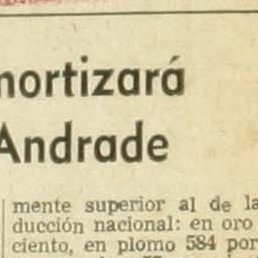 mortizará
Andrade
mente superior al de la
ducción nacional: en oro
ciento, en plomo 584 por